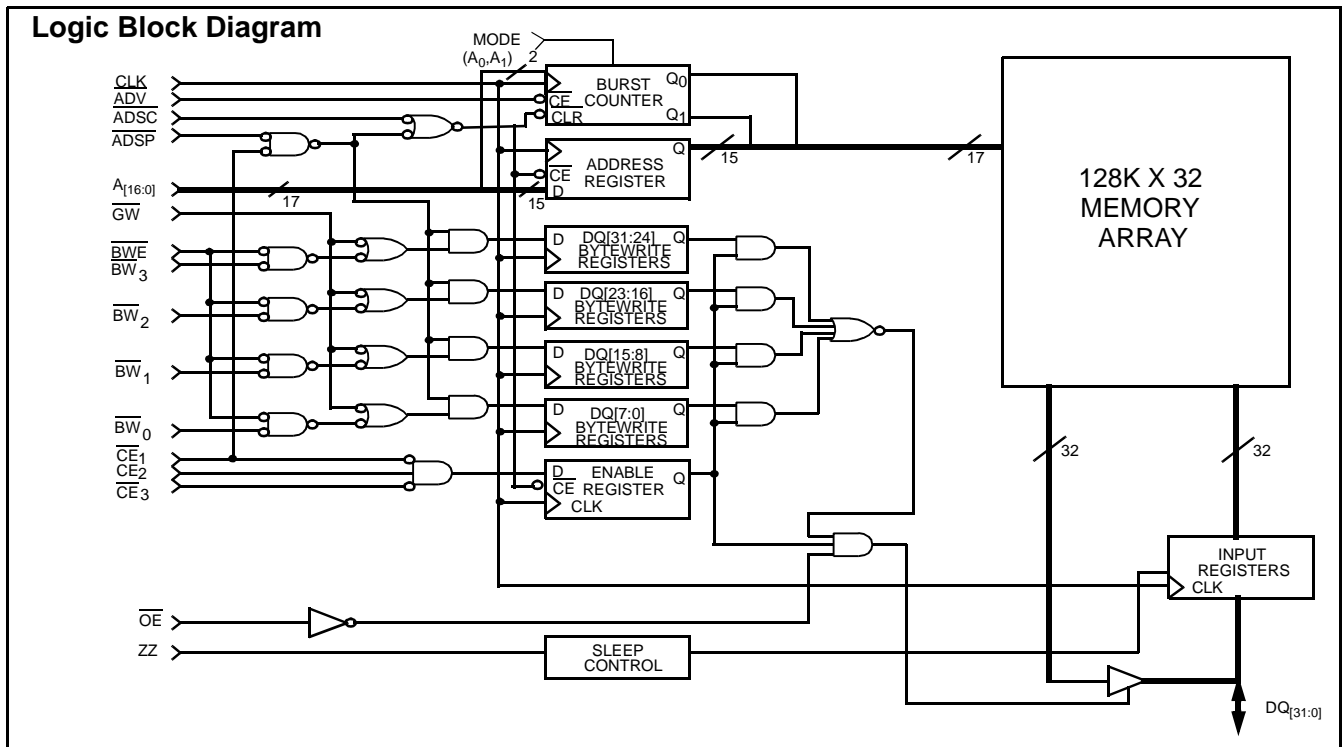 Logic Block Diagram
MODE
(A0,A1)
2
CLK
ADV
ADSC
ADSP
A[16:0]
17
GW
BWE
BW3
BW2
BW1
BW0
CE1
CE2
CE3
OE
ZZ
BURST
COUNTER
CE
CLR
Q0
Q1
ADDRESS
REGISTER
CE
D
Q
15
15
17
D
DQ[31:24]
BYTEWRITE
REGISTERS
Q
D
DQ[23:16]
BYTEWRITE
REGISTERS
Q
D
DQ[15:8]
BYTEWRITE
REGISTERS
Q
D
DQ[7:0]
BYTEWRITE
REGISTERS
Q
D
ENABLE
REGISTER
CE
CLK
Q
SLEEP
CONTROL
128K X 32
MEMORY
ARRAY
32
32
INPUT
REGISTERS
CLK
DQ[31:0]